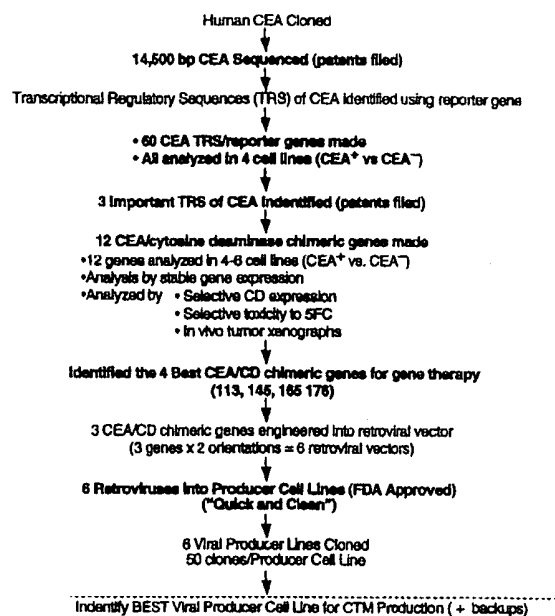 Human CEA Cloned
14,500 bp CEA Sequenced (patents filed)
Transcriptional Regulatory Sequences (TRS) of CEA identified using reporter gene
• 60 CEA TRS/reporter genes made
• All analyzed in 4 cell lines (CEA⁺ vs CEA⁻)
3 Important TRS of CEA Indentified (patents filed)
12 CEA/cytosine deaminase chimeric genes made
•12 genes analyzed in 4-6 cell lines (CEA⁺ vs. CEA⁻)
•Analysis by stable gene expression
•Analyzed by • Selective CD expression
• Selective toxicity to 5FC
• In vivo tumor xenographs
Identified the 4 Best CEA/CD chimeric genes for gene therapy
(113, 145, 165 176)
3 CEA/CD chimeric genes engineered into retroviral vector
(3 genes x 2 orientations = 6 retroviral vectors)
6 Retroviruses into Producer Cell Lines (FDA Approved)
("Quick and Clean")
6 Viral Producer Lines Cloned
50 clones/Producer Cell Line
Indentify BEST Viral Producer Cell Line for CTM Production ( + backups)